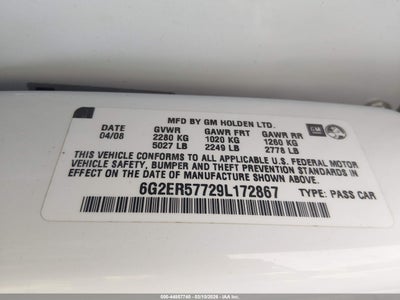 MFD BY GM HOLDEN LTD.
DATE GVWR GAWR FRT GAWR RR
04/08 2280 KG 1020 KG 1260 KG
5027 LB 2249 LB 2778 LB
THIS VEHICLE CONFORMS TO ALL APPLICABLE U.S. FEDERAL MOTOR
VEHICLE SAFETY, BUMPER AND THEFT PREVENTION STANDARDS IN
EFFECT ON THE DATE OF MANUFACTURE SHOWN ABOVE.
6G2ER57729L172867 TYPE: PASS CAR
GM